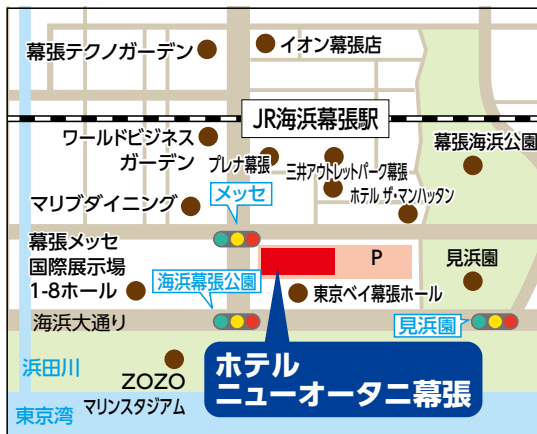 幕張テクノガーデン
イオン幕張店
JR海浜幕張駅
ワールドビジネス
ガーデン
プレナ幕張
三井アウトレットパーク幕張
幕張海浜公園
ホテル ザ・マンハッタン
マリブダイニング
メッセ
幕張メッセ
国際展示場
1-8ホール
P
見浜園
海浜幕張公園
東京ベイ幕張ホール
海浜大通り
見浜園
浜田川
ホテル
ニューオータニ幕張
ZOZO
マリンスタジアム
東京湾